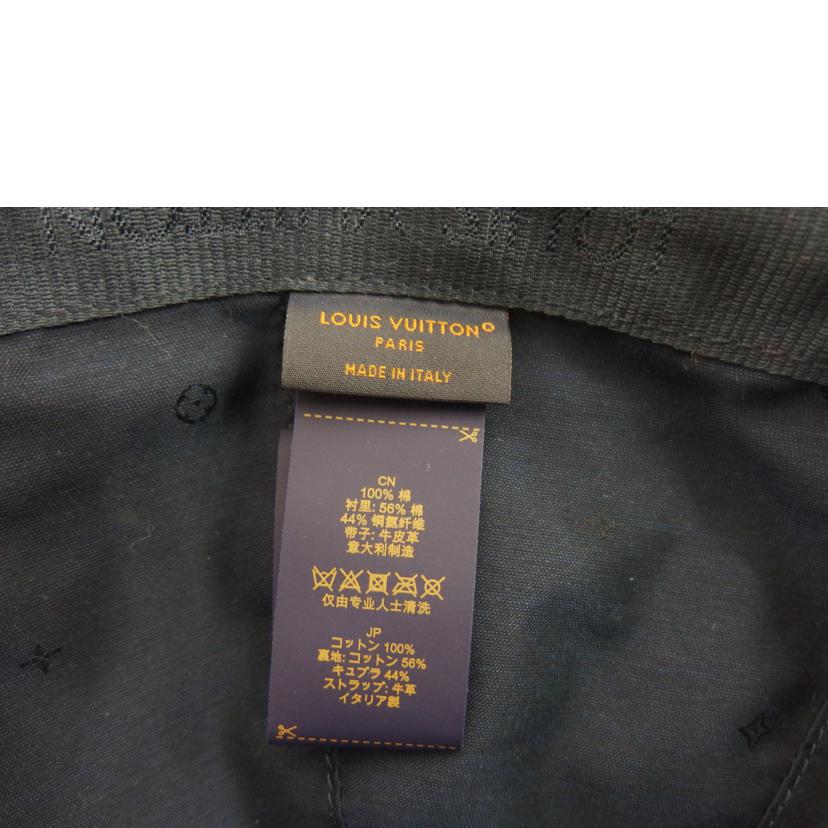 LOUIS VUITTON
LOUIS VUITTON®
PARIS
MADE IN ITALY
CN
100% 棉
衬里: 56% 棉
44% 铜氨纤维
带子: 牛皮革
意大利制造
仅由专业人士清洗
JP
コットン 100%
裏地: コットン 56%
キュプラ 44%
ストラップ: 牛革
イタリア製